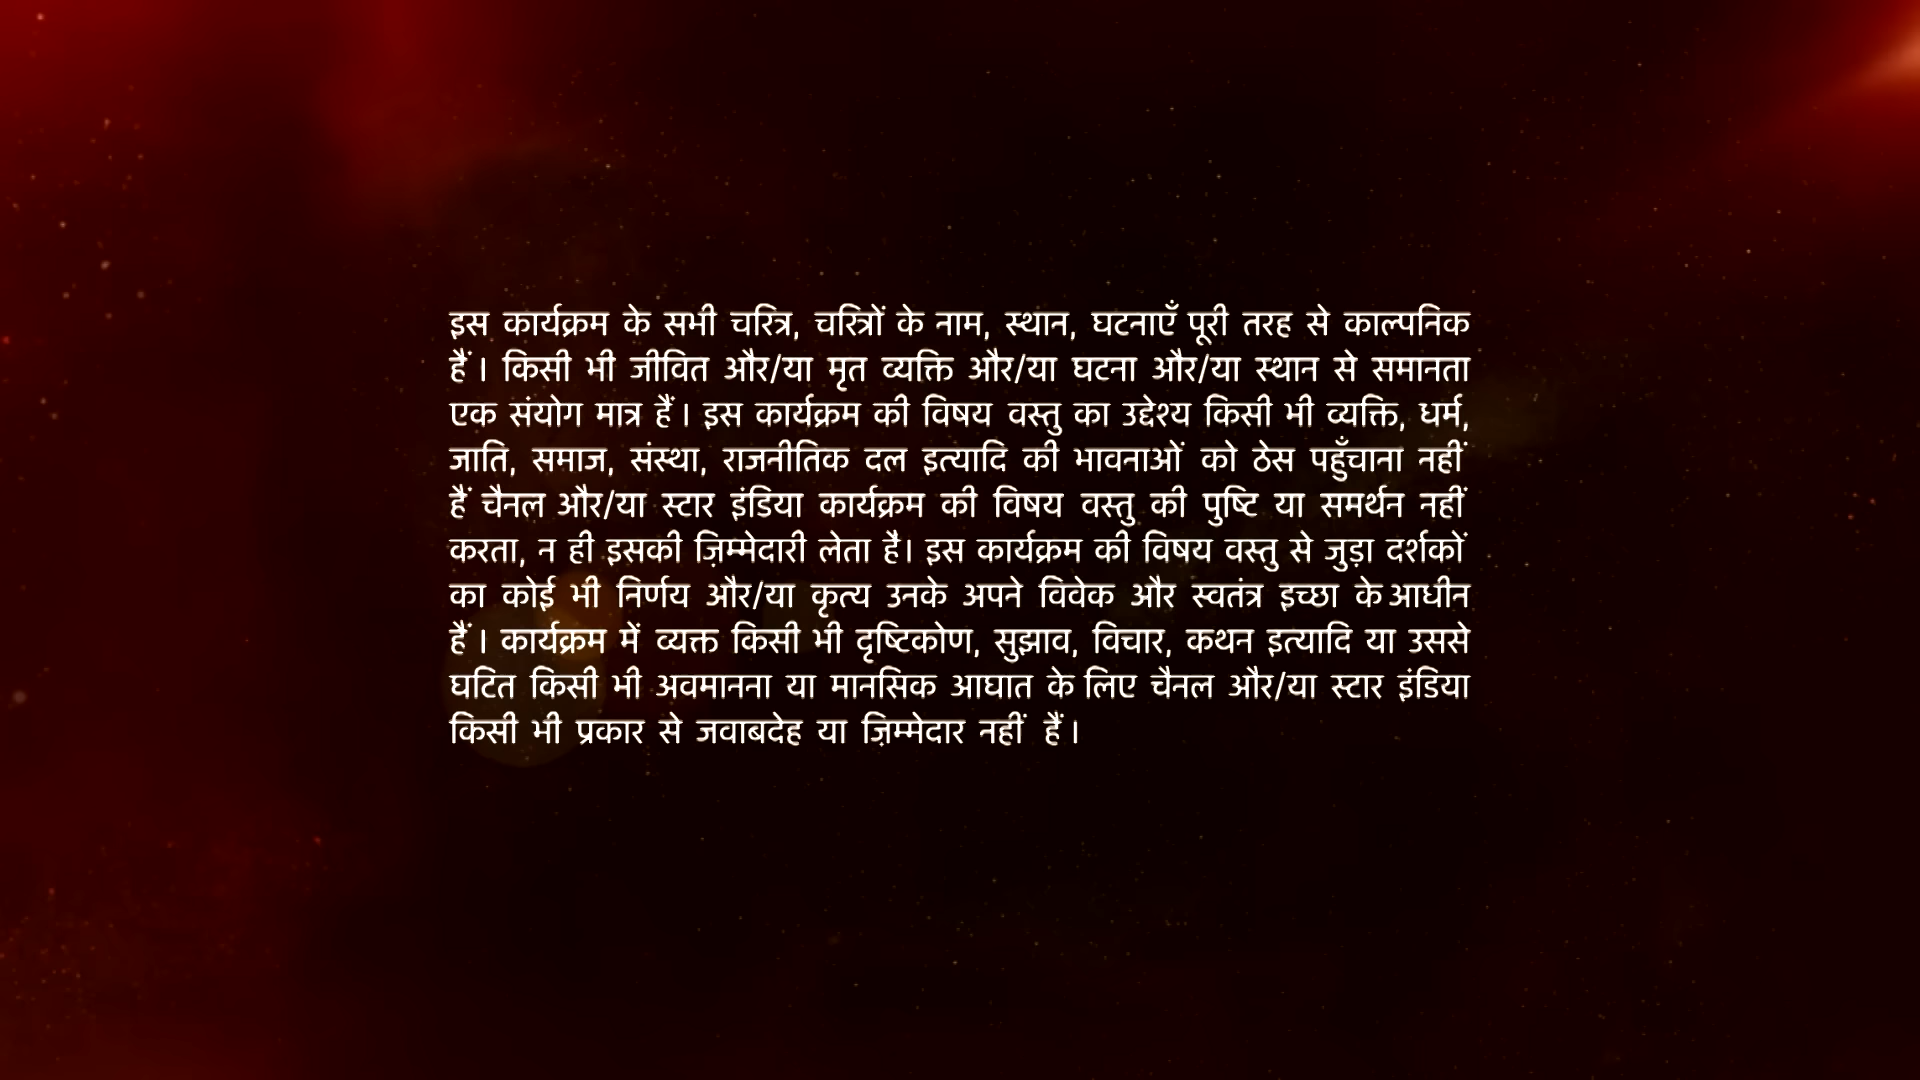 इस कार्यक्रम के सभी चरित्र, चरित्रों के नाम, स्थान, घटनाएँ पूरी तरह से काल्पनिक
हैं । किसी भी जीवित और/या मृत व्यक्ति और/या घटना और/या स्थान से समानता
एक संयोग मात्र हैं । इस कार्यक्रम की विषय वस्तु का उद्देश्य किसी भी व्यक्ति, धर्म,
जाति, समाज, संस्था, राजनीतिक दल इत्यादि की भावनाओं को ठेस पहुँचाना नहीं
हैं चैनल और/या स्टार इंडिया कार्यक्रम की विषय वस्तु की पुष्टि या समर्थन नहीं
करता, न ही इसकी ज़िम्मेदारी लेता है। इस कार्यक्रम की विषय वस्तु से जुड़ा दर्शकों
का कोई भी निर्णय और/या कृत्य उनके अपने विवेक और स्वतंत्र इच्छा के आधीन
हैं । कार्यक्रम में व्यक्त किसी भी दृष्टिकोण, सुझाव, विचार, कथन इत्यादि या उससे
घटित किसी भी अवमानना या मानसिक आघात के लिए चैनल और/या स्टार इंडिया
किसी भी प्रकार से जवाबदेह या ज़िम्मेदार नहीं हैं ।